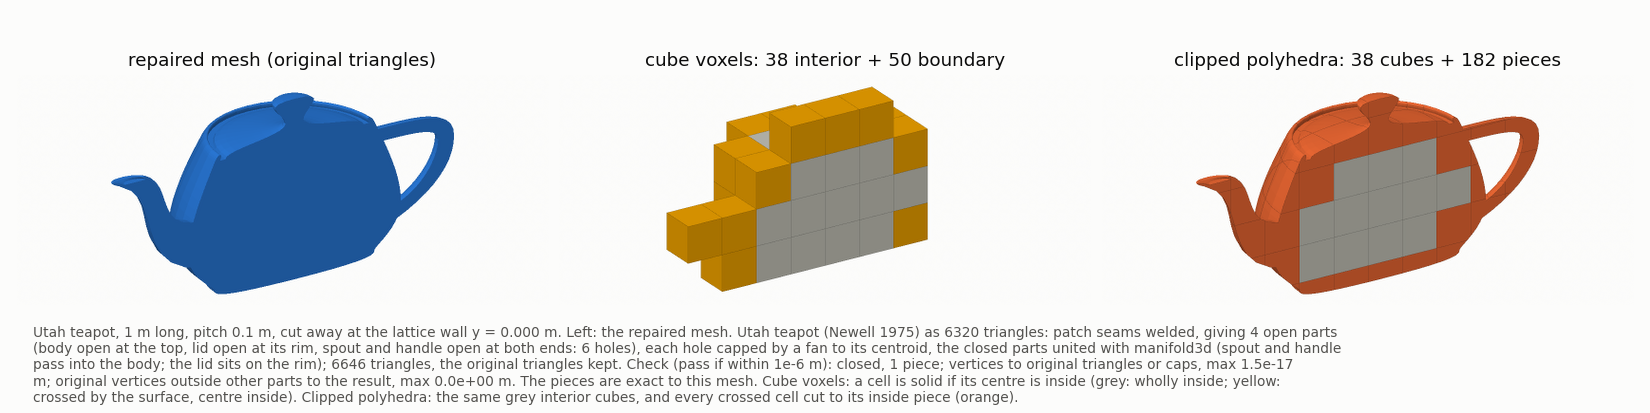 repaired mesh (original triangles)
cube voxels: 38 interior + 50 boundary
clipped polyhedra: 38 cubes + 182 pieces
Utah teapot, 1 m long, pitch 0.1 m, cut away at the lattice wall y = 0.000 m. Left: the repaired mesh. Utah teapot (Newell 1975) as 6320 triangles: patch seams welded, giving 4 open parts
(body open at the top, lid open at its rim, spout and handle open at both ends: 6 holes), each hole capped by a fan to its centroid, the closed parts united with manifold3d (spout and handle
pass into the body; the lid sits on the rim); 6646 triangles, the original triangles kept. Check (pass if within 1e-6 m): closed, 1 piece; vertices to original triangles or caps, max 1.5e-17
m; original vertices outside other parts to the result, max 0.0e+00 m. The pieces are exact to this mesh. Cube voxels: a cell is solid if its centre is inside (grey: wholly inside; yellow:
crossed by the surface, centre inside). Clipped polyhedra: the same grey interior cubes, and every crossed cell cut to its inside piece (orange).